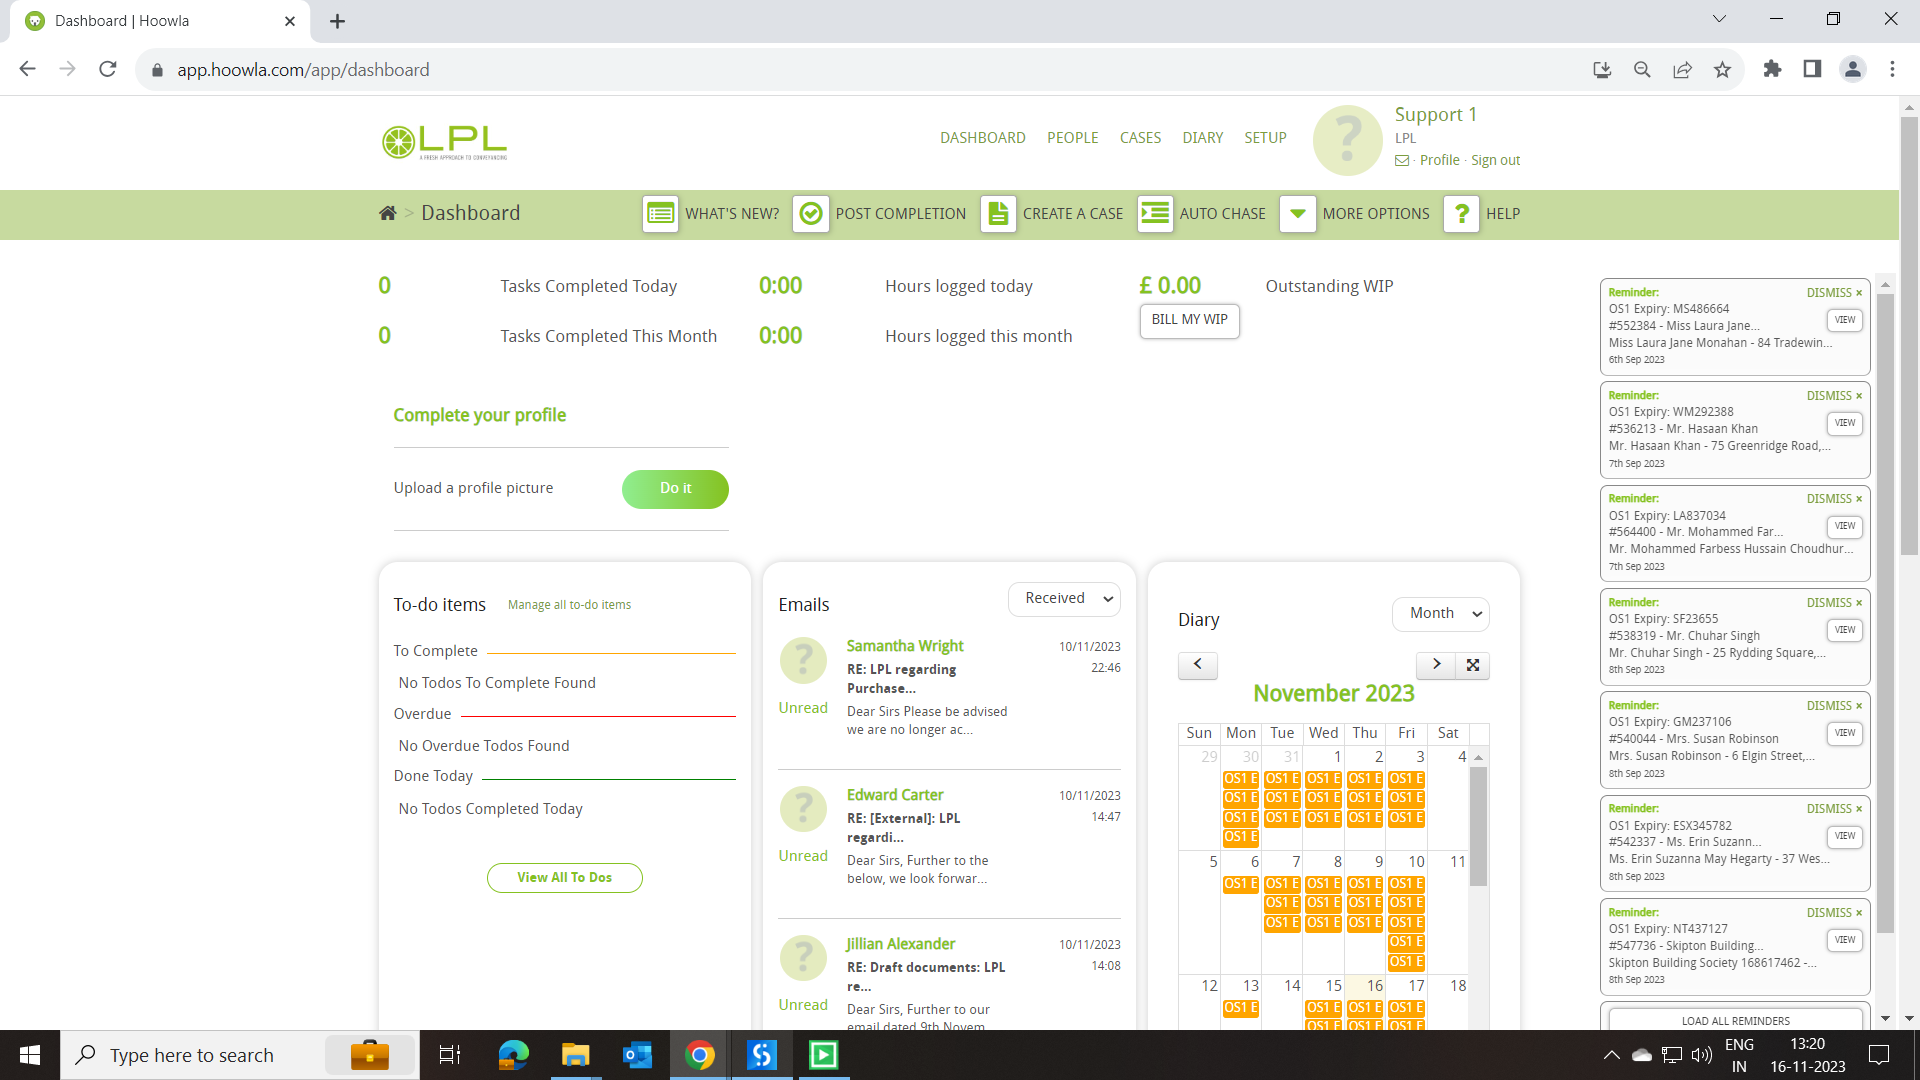 Dashboard | Hoowla
app.hoowla.com/app/dashboard
LPL
A FRESH APPROACH TO CONVEYANCING
DASHBOARD PEOPLE CASES DIARY SETUP
?
Support 1
LPL
· Profile · Sign out
> Dashboard
WHAT'S NEW? POST COMPLETION CREATE A CASE AUTO CHASE MORE OPTIONS ? HELP
0 Tasks Completed Today 0:00 Hours logged today £ 0.00 Outstanding WIP
BILL MY WIP
0 Tasks Completed This Month 0:00 Hours logged this month
Complete your profile
Upload a profile picture Do it
To-do items Manage all to-do items
To Complete
No Todos To Complete Found
Overdue
No Overdue Todos Found
Done Today
No Todos Completed Today
View All To Dos
Emails Received
?
Unread
Samantha Wright 10/11/2023
RE: LPL regarding 22:46
Purchase...
Dear Sirs Please be advised
we are no longer ac...
?
Unread
Edward Carter 10/11/2023
RE: [External]: LPL 14:47
regardi...
Dear Sirs, Further to the
below, we look forwar...
?
Unread
Jillian Alexander 10/11/2023
RE: Draft documents: LPL 14:08
re...
Dear Sirs, Further to our
email dated 9th Novem
Diary Month
November 2023
Sun Mon Tue Wed Thu Fri Sat
29 30 31 1 2 3 4
OS1 E OS1 E OS1 E OS1 E OS1 E
OS1 E OS1 E OS1 E OS1 E OS1 E
OS1 E OS1 E OS1 E OS1 E OS1 E
OS1 E
5 6 7 8 9 10 11
OS1 E OS1 E OS1 E OS1 E OS1 E
OS1 E OS1 E OS1 E OS1 E
OS1 E OS1 E OS1 E OS1 E
OS1 E
OS1 E
12 13 14 15 16 17 18
OS1 E OS1 E OS1 E OS1 E
OS1 E OS1 E OS1 E
Reminder: DISMISS ×
OS1 Expiry: MS486664
VIEW
#552384 - Miss Laura Jane...
Miss Laura Jane Monahan - 84 Tradewin...
6th Sep 2023
Reminder: DISMISS ×
OS1 Expiry: WM292388
VIEW
#536213 - Mr. Hasaan Khan
Mr. Hasaan Khan - 75 Greenridge Road,...
7th Sep 2023
Reminder: DISMISS ×
OS1 Expiry: LA837034
VIEW
#564400 - Mr. Mohammed Far...
Mr. Mohammed Farbess Hussain Choudhur...
7th Sep 2023
Reminder: DISMISS ×
OS1 Expiry: SF23655
VIEW
#538319 - Mr. Chuhar Singh
Mr. Chuhar Singh - 25 Rydding Square,...
8th Sep 2023
Reminder: DISMISS ×
OS1 Expiry: GM237106
VIEW
#540044 - Mrs. Susan Robinson
Mrs. Susan Robinson - 6 Elgin Street,...
8th Sep 2023
Reminder: DISMISS ×
OS1 Expiry: ESX345782
VIEW
#542337 - Ms. Erin Suzann...
Ms. Erin Suzanna May Hegarty - 37 Wes...
8th Sep 2023
Reminder: DISMISS ×
OS1 Expiry: NT437127
VIEW
#547736 - Skipton Building...
Skipton Building Society 168617462 -...
8th Sep 2023
LOAD ALL REMINDERS
Type here to search
ENG
IN
13:20
16-11-2023